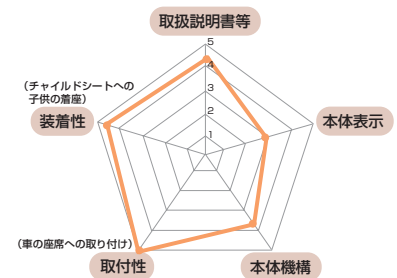 取扱説明書等
5
4
3
2
1
(チャイルドシートへの
子供の着座)
装着性
本体表示
(車の座席への取り付け)
取付性
本体機構